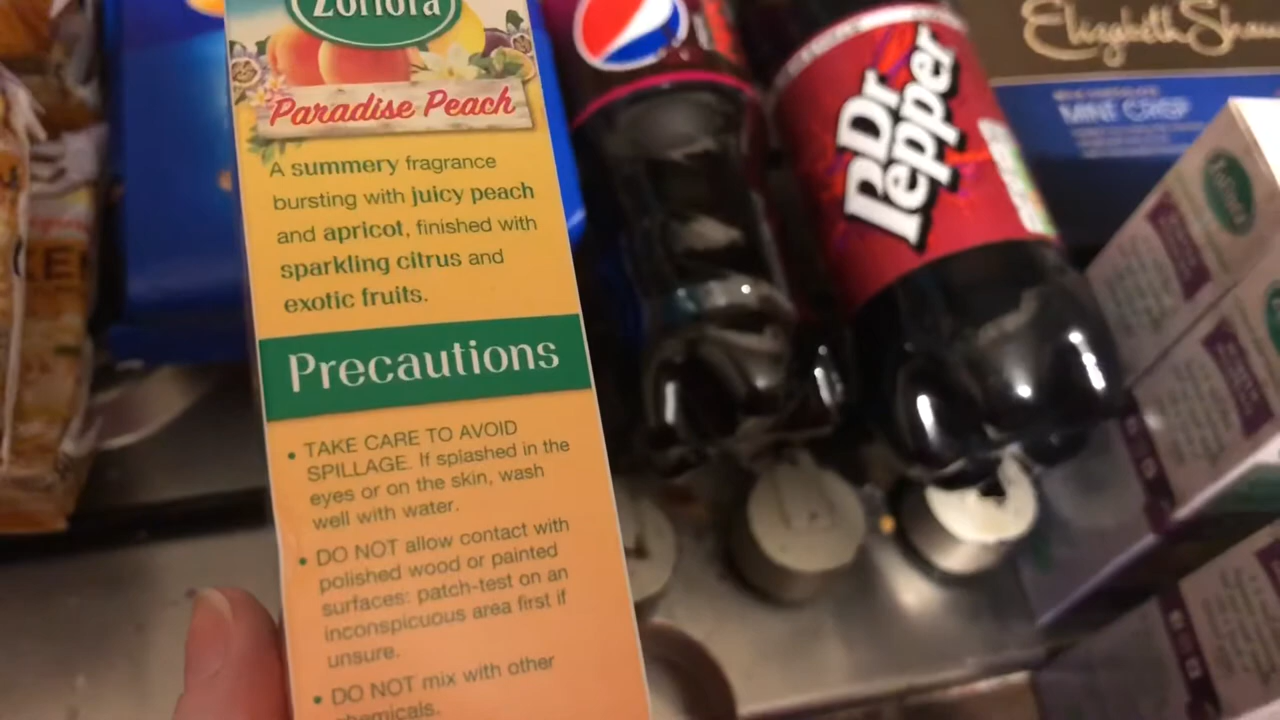 Zoflora
Paradise Peach
A summery fragrance
bursting with juicy peach
and apricot, finished with
sparkling citrus and
exotic fruits.
Precautions
• TAKE CARE TO AVOID
SPILLAGE. If splashed in the
eyes or on the skin, wash
well with water.
• DO NOT allow contact with
polished wood or painted
surfaces: patch-test on an
inconspicuous area first if
unsure.
• DO NOT mix with other
chemicals.
Dr
Pepper
Elizabeth Shaw
MINT CRISP
Zoflora